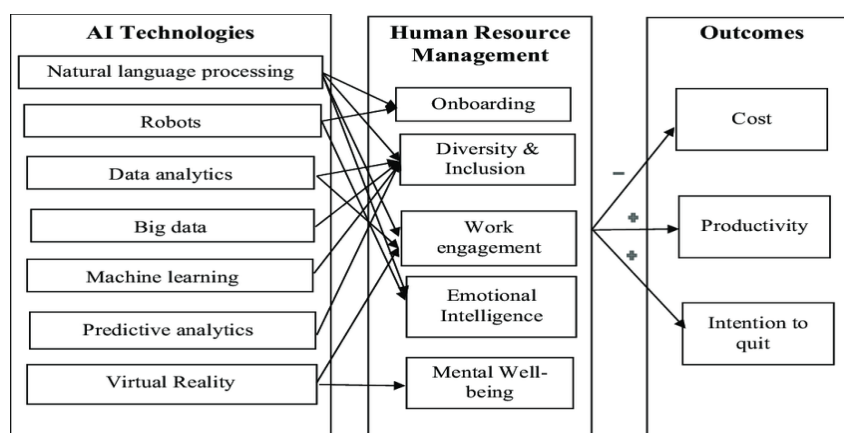 AI Technologies
Natural language processing
Robots
Data analytics
Big data
Machine learning
Predictive analytics
Virtual Reality
Human Resource
Management
Onboarding
Diversity &
Inclusion
Work
engagement
Emotional
Intelligence
Mental Well-
being
–
+
+
Outcomes
Cost
Productivity
Intention to
quit